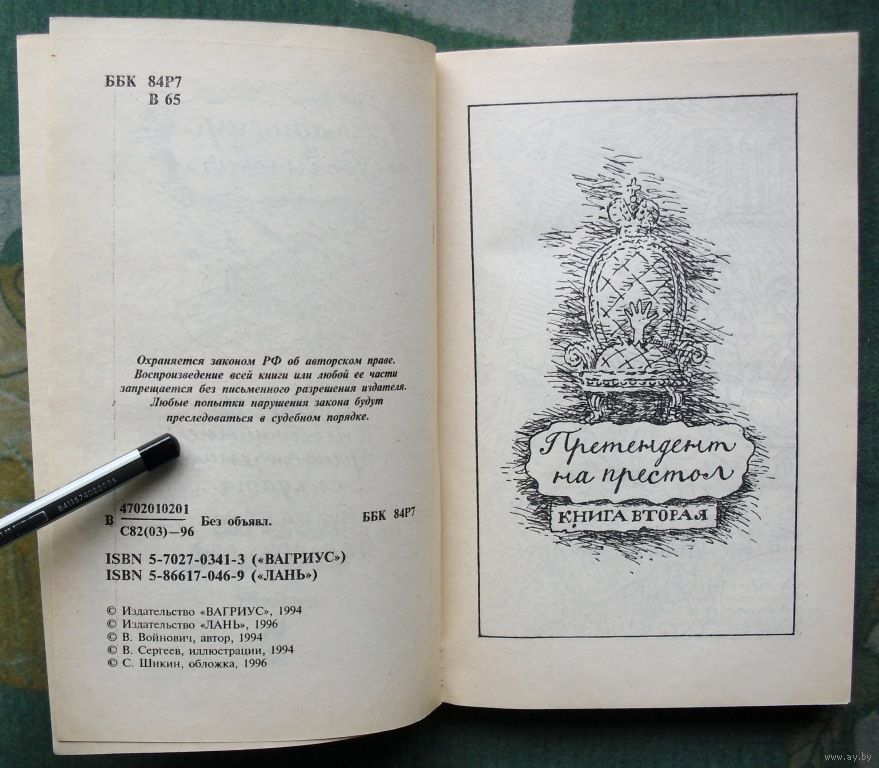 ББК 84Р7
В 65
Охраняется законом РФ об авторском праве.
Воспроизведение всей книги или любой ее части
запрещается без письменного разрешения издателя.
Любые попытки нарушения закона будут
преследоваться в судебном порядке.
В 4702010201 Без объявл. ББК 84Р7
С82(03)—96
ISBN 5-7027-0341-3 («ВАГРИУС»)
ISBN 5-86617-046-9 («ЛАНЬ»)
© Издательство «ВАГРИУС», 1994
© Издательство «ЛАНЬ», 1996
© В. Войнович, автор, 1994
© В. Сергеев, иллюстрации, 1994
© С. Шикин, обложка, 1996
Претендент
на престол
КНИГА ВТОРАЯ
www.ay.by